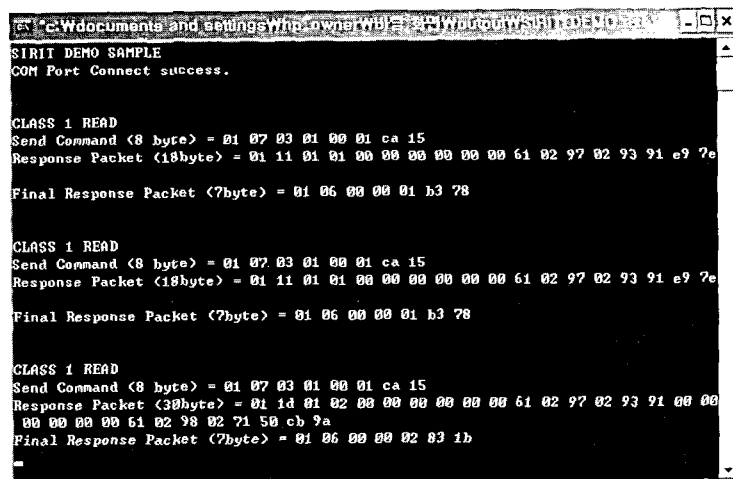 SIRIT DEMO SAMPLE
COM Port Connect success.
CLASS 1 READ
Send Command (8 byte) = 01 07 03 01 00 01 ca 15
Response Packet (18byte) = 01 11 01 01 00 00 00 00 00 00 61 02 97 02 93 91 e9 7e
Final Response Packet (7byte) = 01 06 00 00 01 b3 78
CLASS 1 READ
Send Command (8 byte) = 01 07 03 01 00 01 ca 15
Response Packet (18byte) = 01 11 01 01 00 00 00 00 00 00 61 02 97 02 93 91 e9 7e
Final Response Packet (7byte) = 01 06 00 00 01 b3 78
CLASS 1 READ
Send Command (8 byte) = 01 07 03 01 00 01 ca 15
Response Packet (30byte) = 01 1d 01 02 00 00 00 00 00 00 61 02 97 02 93 91 00 00
00 00 00 00 61 02 98 02 71 50 cb 9a
Final Response Packet (7byte) = 01 06 00 00 02 83 1b